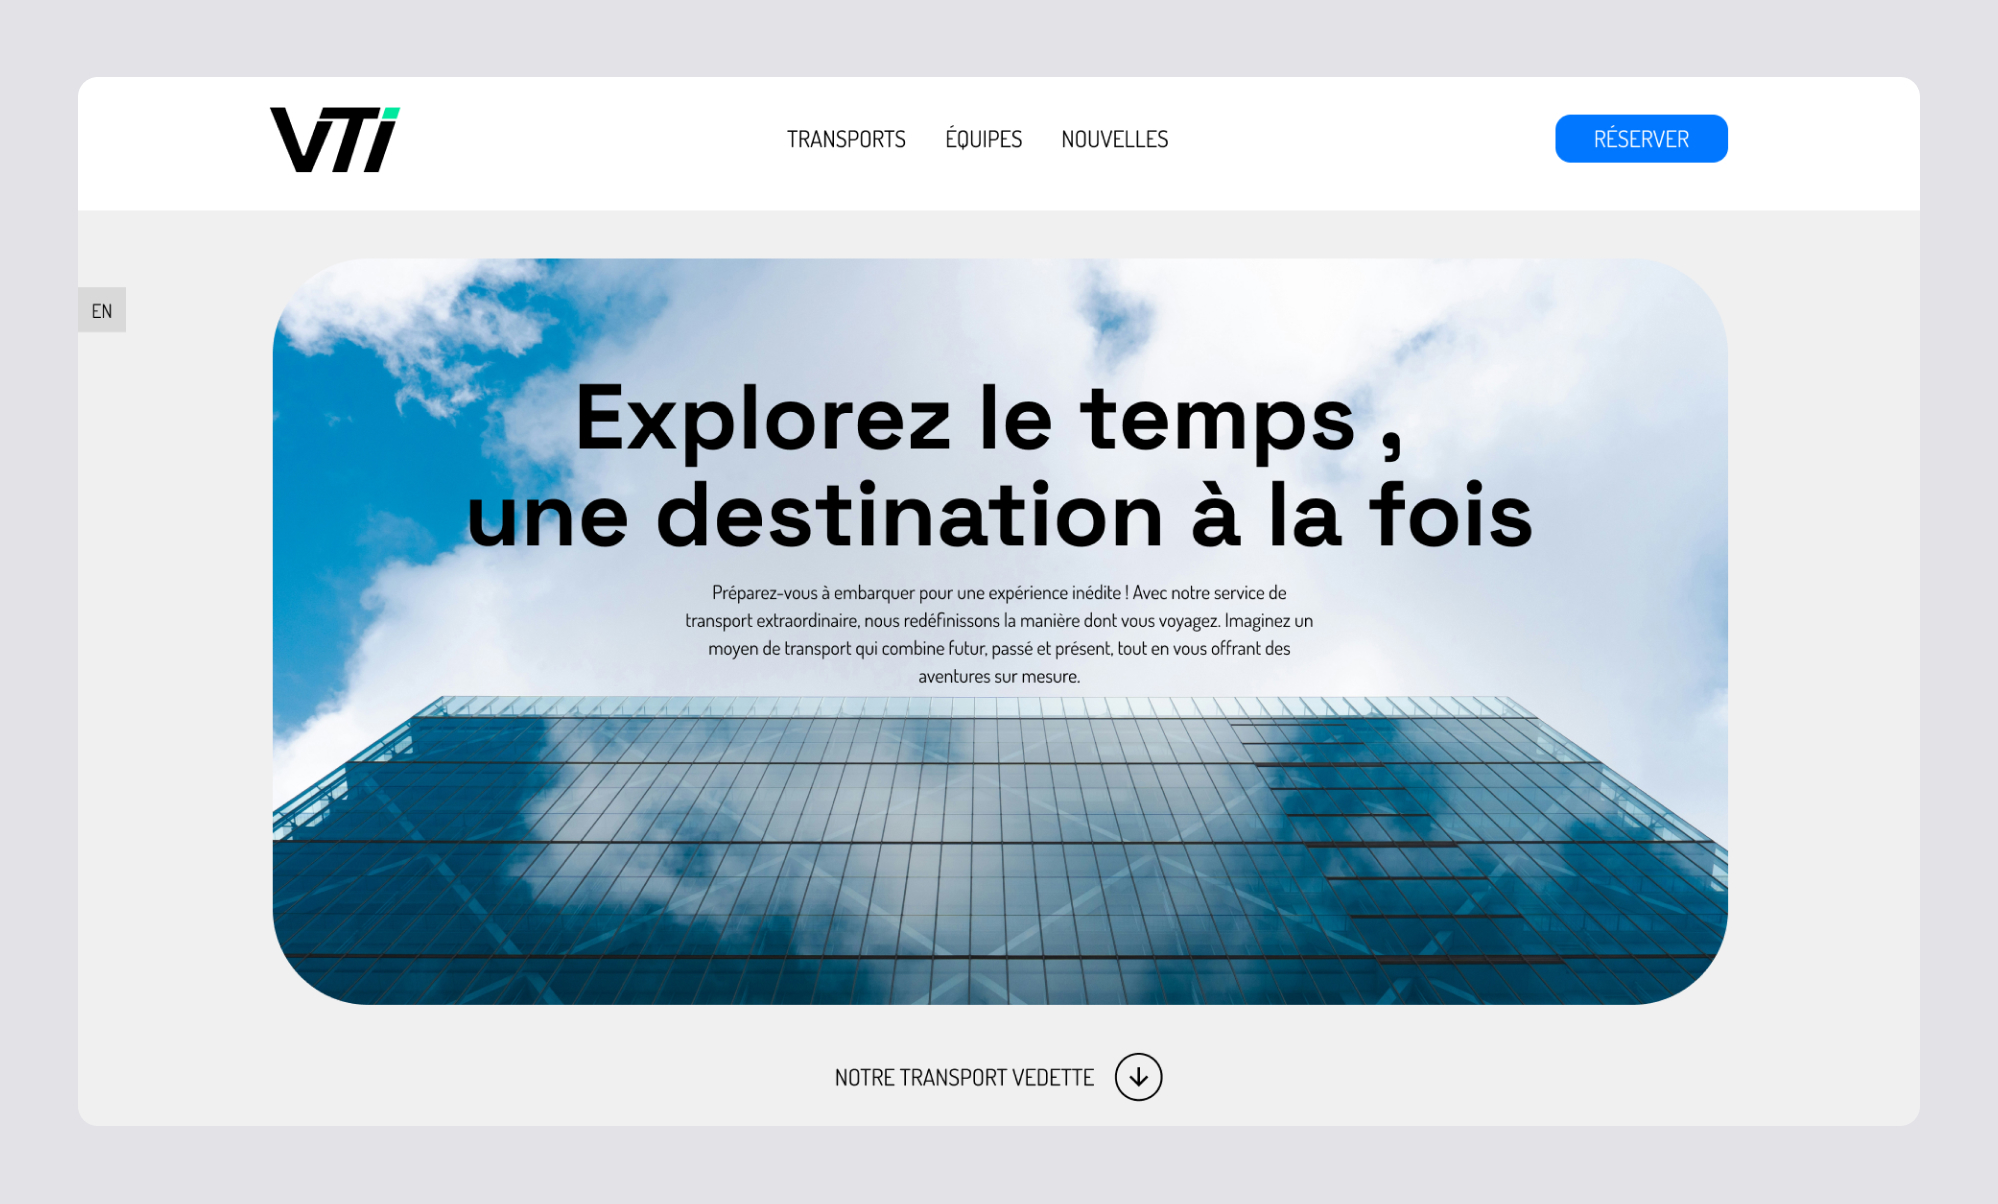 VTi
TRANSPORTS
ÉQUIPES
NOUVELLES
RÉSERVER
EN
Explorez le temps ,
une destination à la fois
Préparez-vous à embarquer pour une expérience inédite ! Avec notre service de
transport extraordinaire, nous redéfinissons la manière dont vous voyagez. Imaginez un
moyen de transport qui combine futur, passé et présent, tout en vous offrant des
aventures sur mesure.
NOTRE TRANSPORT VEDETTE